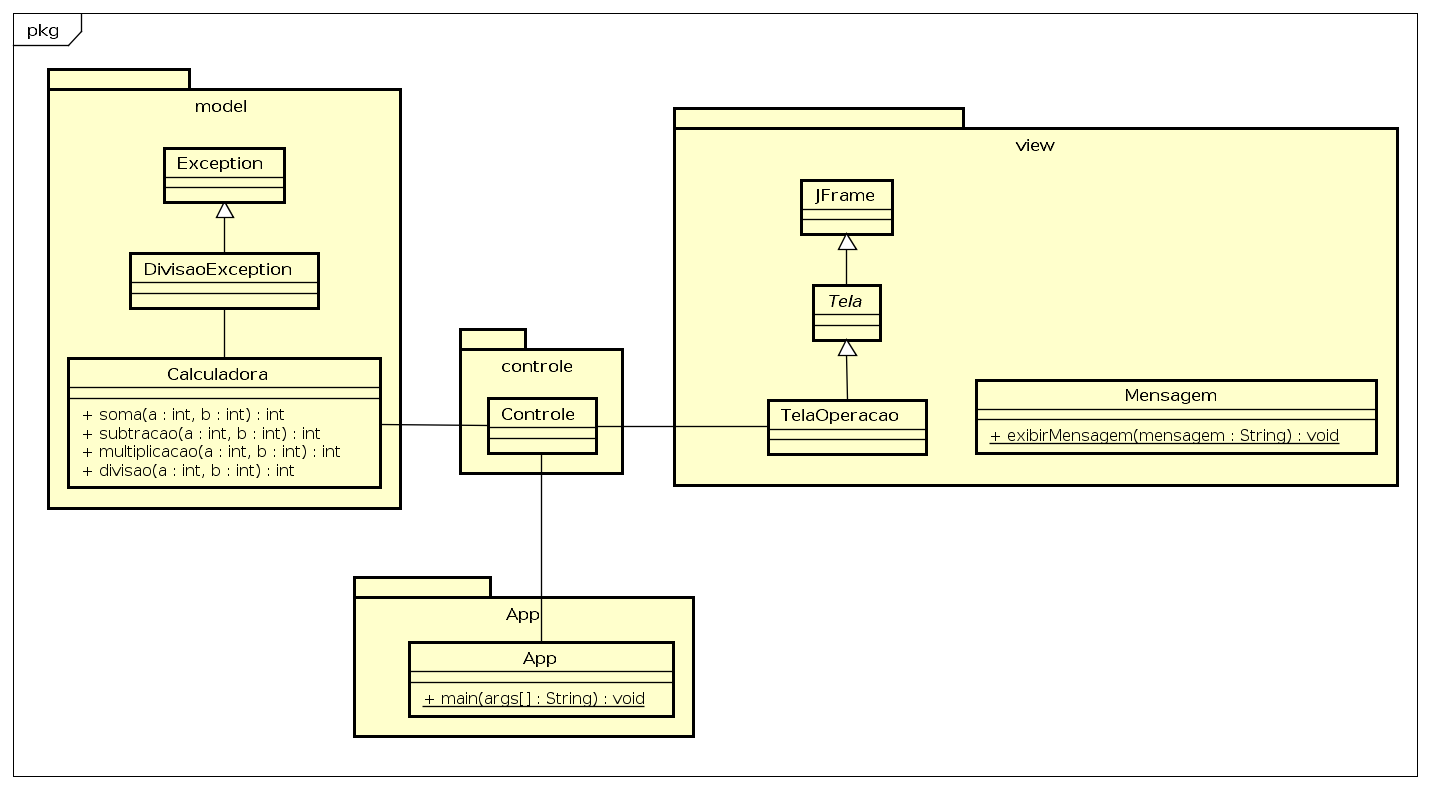 pkg
model
Exception
DivisaoException
Calculadora
+ soma(a : int, b : int) : int
+ subtracao(a : int, b : int) : int
+ multiplicacao(a : int, b : int) : int
+ divisao(a : int, b : int) : int
controle
Controle
view
JFrame
Tela
TelaOperacao
Mensagem
+ exibirMensagem(mensagem : String) : void
App
App
+ main(args[] : String) : void